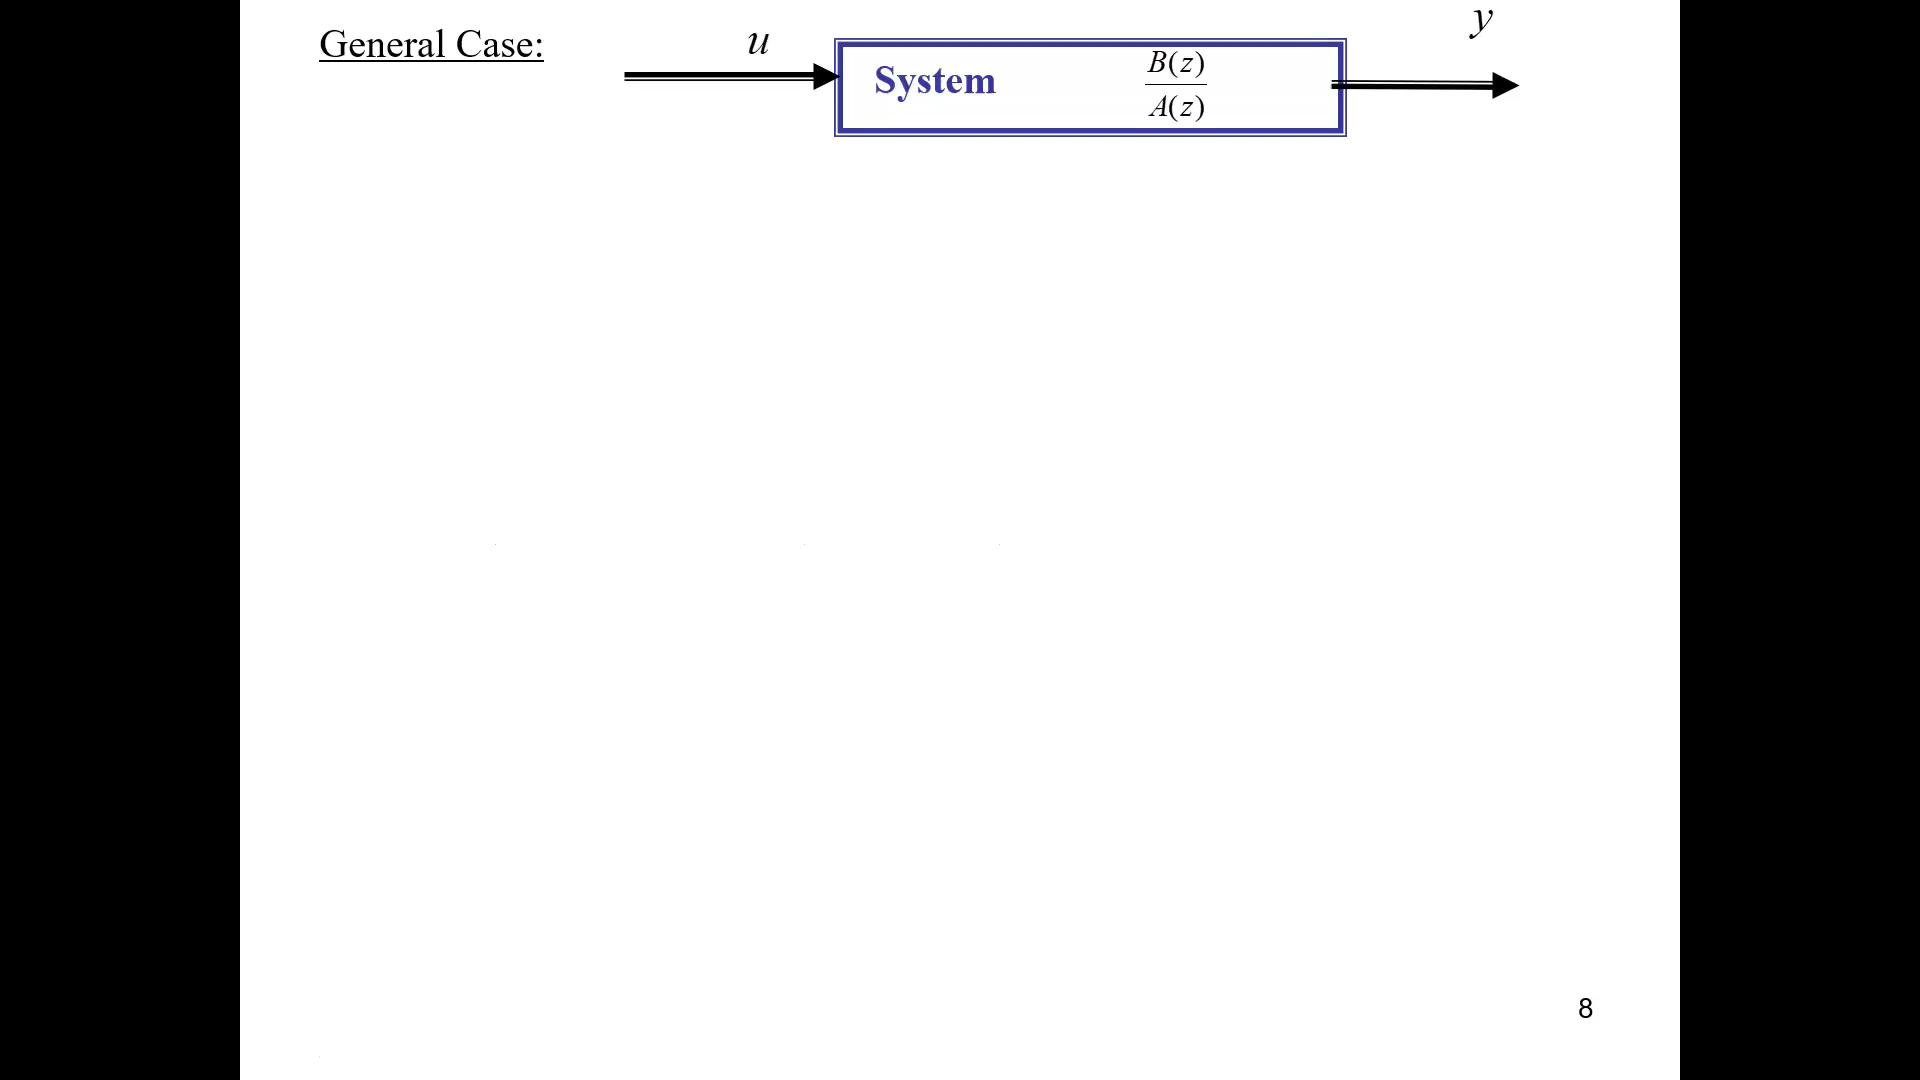 General Case:
u
y
System
B(z)
A(z)
8